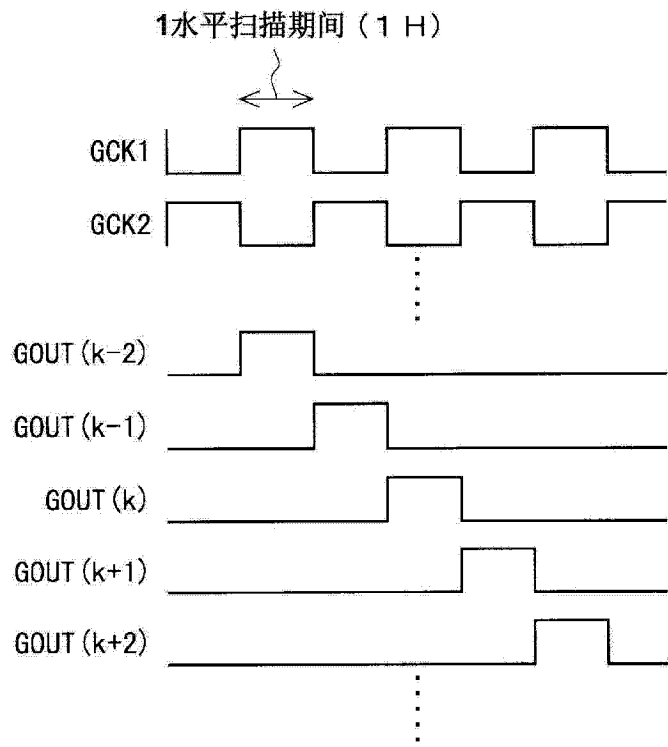 1水平扫描期间（1 H）
GCK1
GCK2
GOUT(k-2)
GOUT(k-1)
GOUT(k)
GOUT(k+1)
GOUT(k+2)